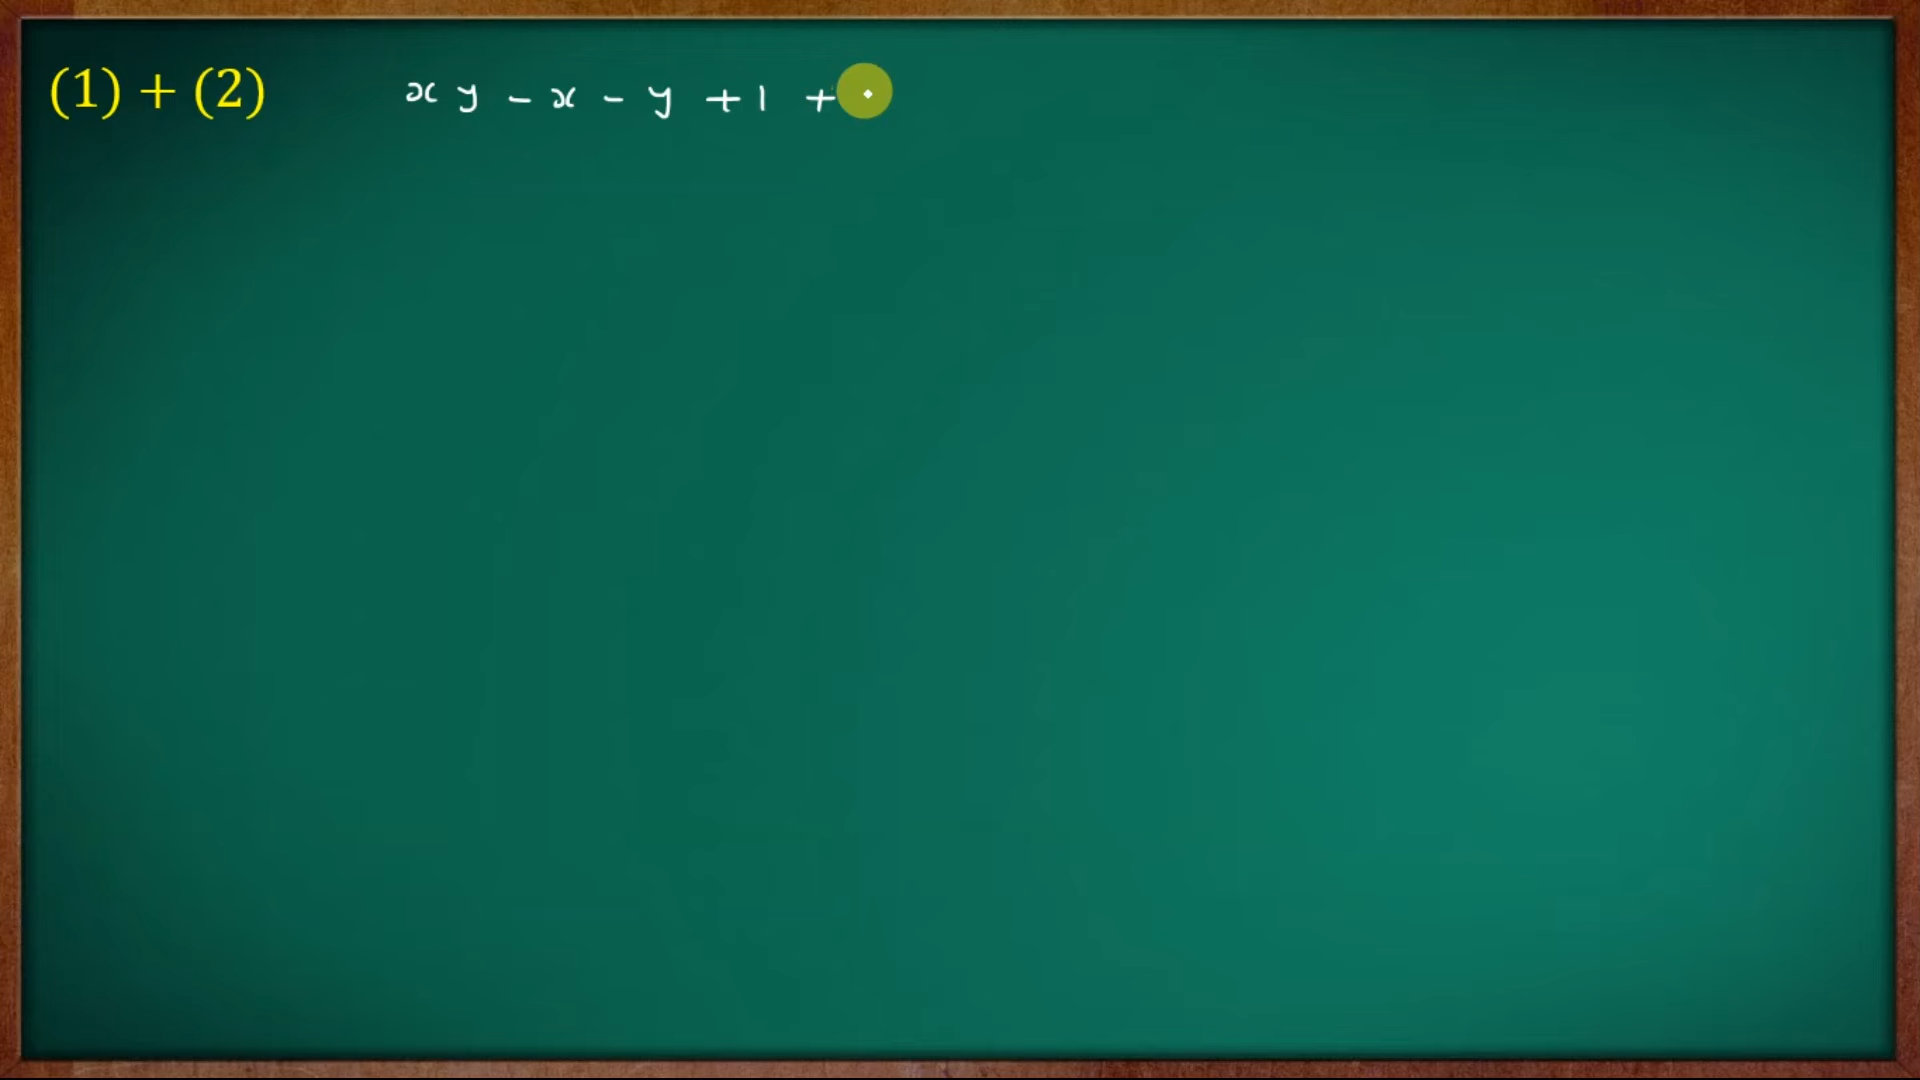 (1) + (2) xy - x - y + 1 +